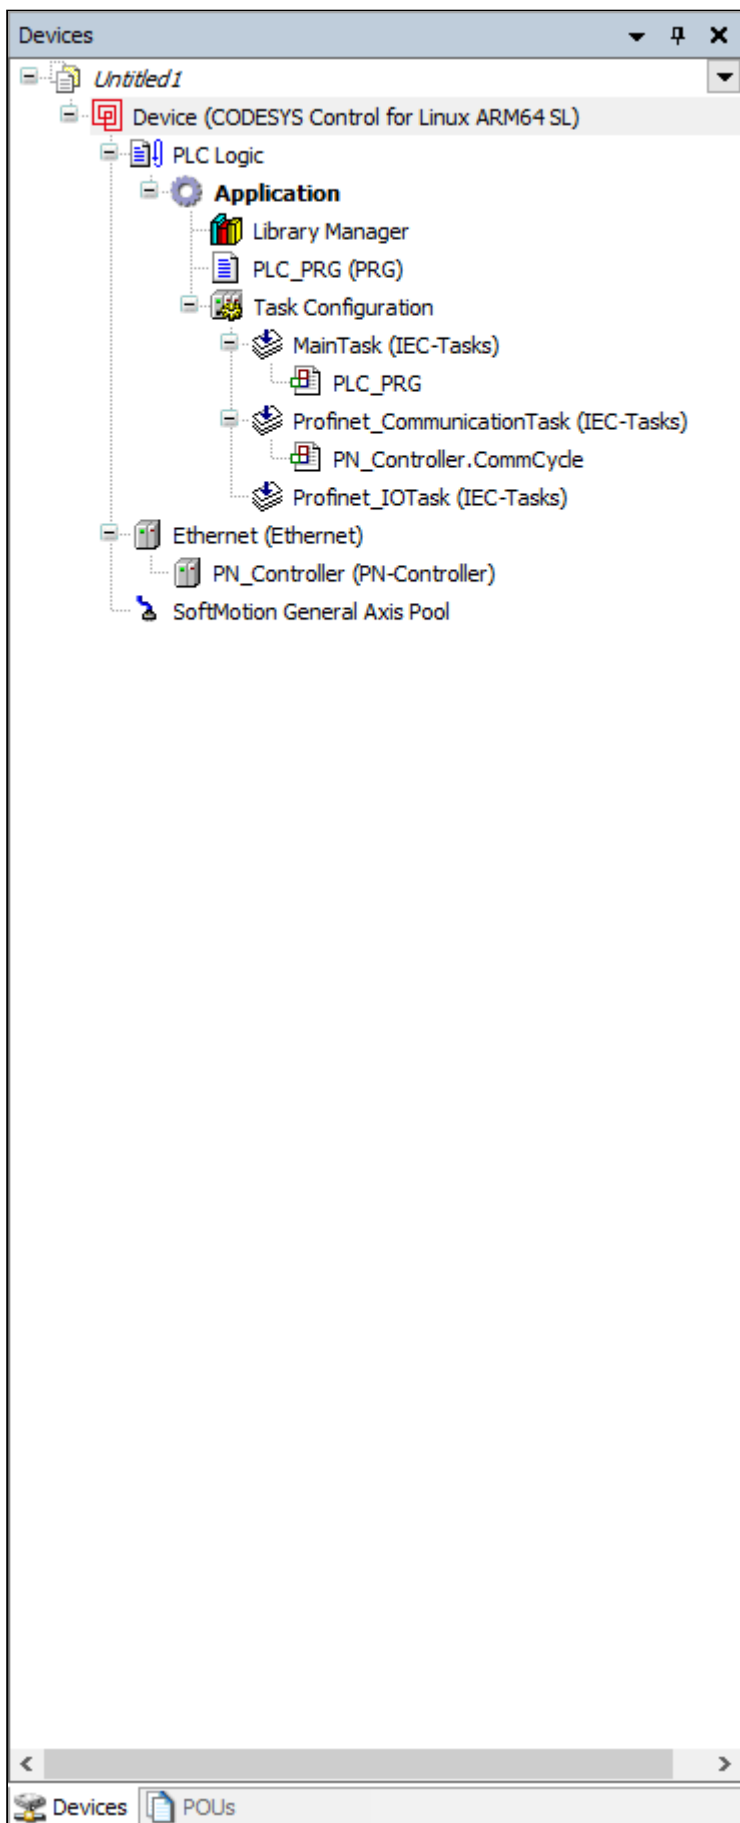 Devices
Untitled1
Device (CODESYS Control for Linux ARM64 SL)
PLC Logic
Application
Library Manager
PLC_PRG (PRG)
Task Configuration
MainTask (IEC-Tasks)
PLC_PRG
Profinet_CommunicationTask (IEC-Tasks)
PN_Controller.CommCycle
Profinet_IOTask (IEC-Tasks)
Ethernet (Ethernet)
PN_Controller (PN-Controller)
SoftMotion General Axis Pool
Devices POUs